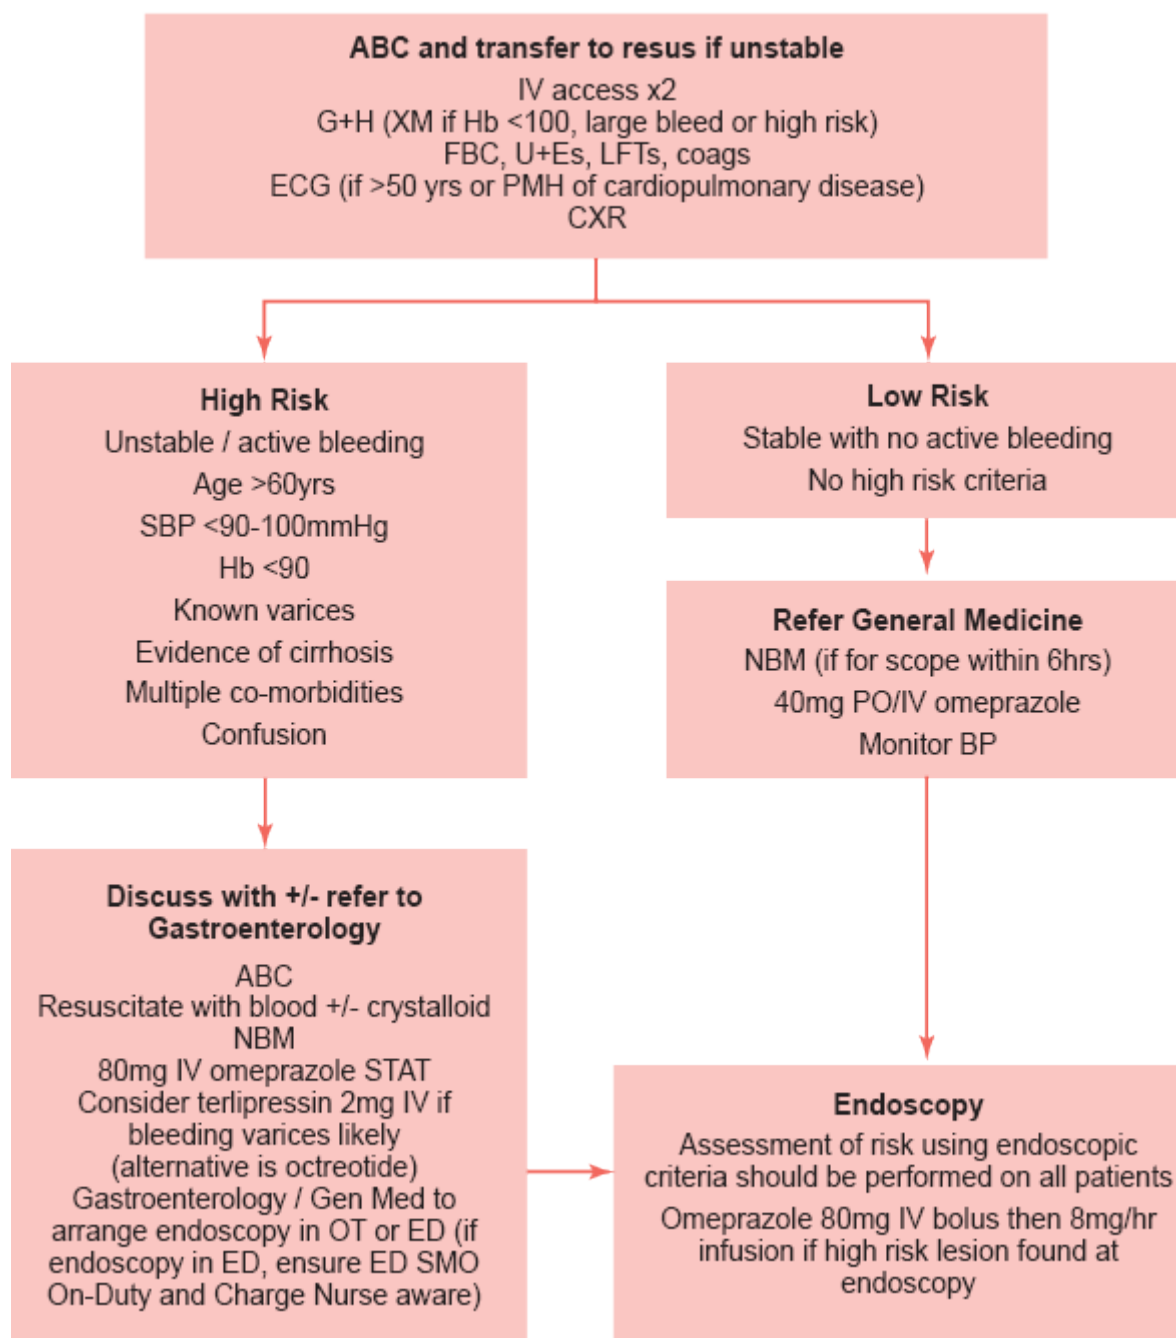 ABC and transfer to resus if unstable
IV access x2
G+H (XM if Hb <100, large bleed or high risk)
FBC, U+Es, LFTs, coags
ECG (if >50 yrs or PMH of cardiopulmonary disease)
CXR
High Risk
Unstable / active bleeding
Age >60yrs
SBP <90-100mmHg
Hb <90
Known varices
Evidence of cirrhosis
Multiple co-morbidities
Confusion
Low Risk
Stable with no active bleeding
No high risk criteria
Refer General Medicine
NBM (if for scope within 6hrs)
40mg PO/IV omeprazole
Monitor BP
Discuss with +/- refer to
Gastroenterology
ABC
Resuscitate with blood +/- crystalloid
NBM
80mg IV omeprazole STAT
Consider terlipressin 2mg IV if
bleeding varices likely
(alternative is octreotide)
Gastroenterology / Gen Med to
arrange endoscopy in OT or ED (if
endoscopy in ED, ensure ED SMO
On-Duty and Charge Nurse aware)
Endoscopy
Assessment of risk using endoscopic
criteria should be performed on all patients
Omeprazole 80mg IV bolus then 8mg/hr
infusion if high risk lesion found at
endoscopy